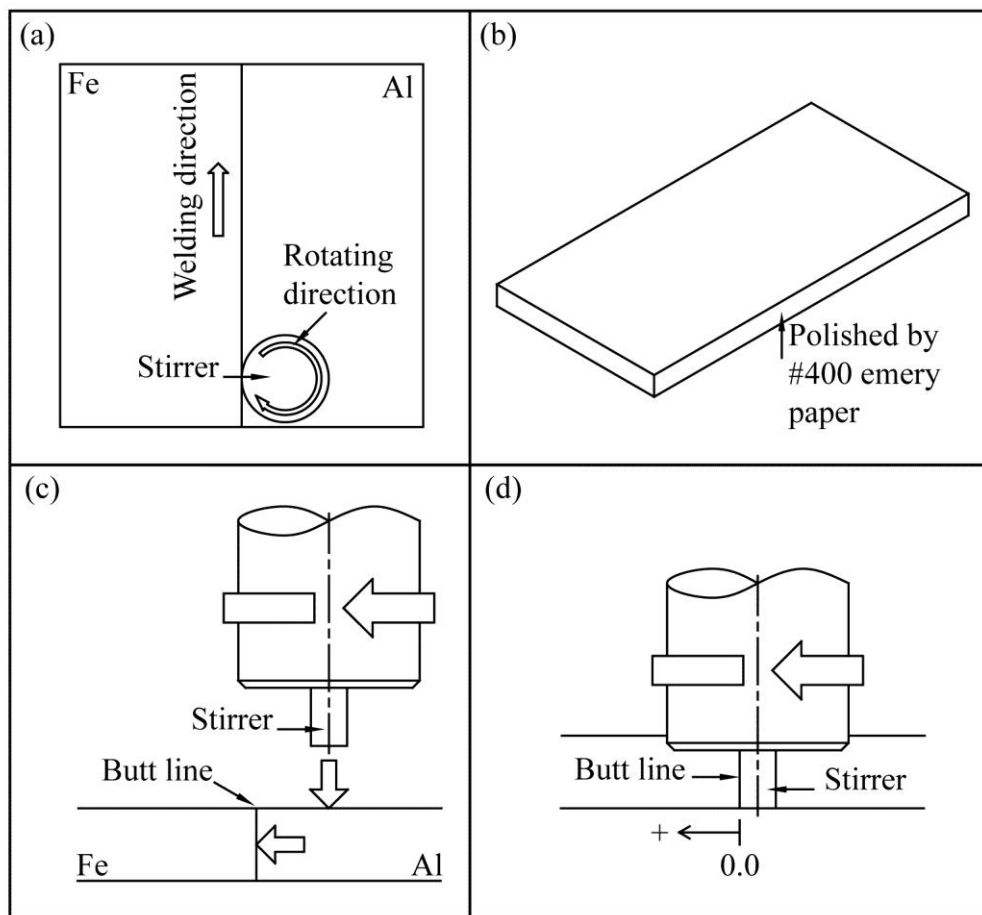 (a)
Fe
Al
Welding direction
Rotating
direction
Stirrer
(b)
Polished by
#400 emery
paper
(c)
Stirrer
Butt line
Fe
Al
(d)
Butt line
Stirrer
+
0.0